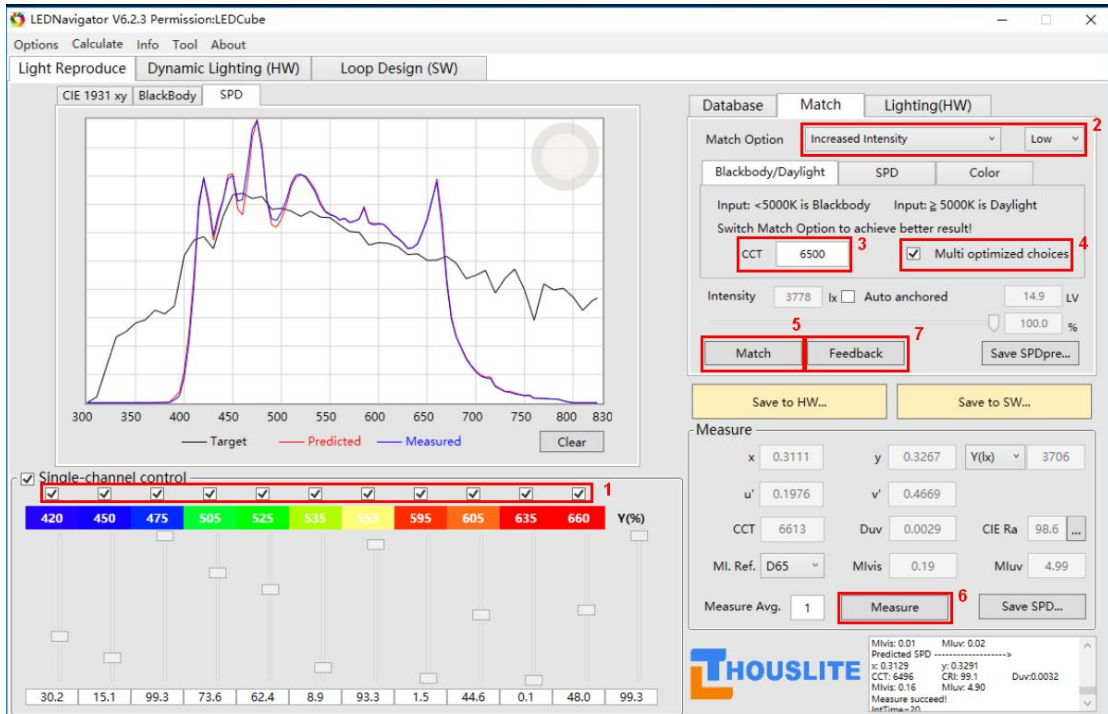 LEDNavigator V6.2.3 Permission:LEDCube
Options Calculate Info Tool About
Light Reproduce Dynamic Lighting (HW) Loop Design (SW)
CIE 1931 xy BlackBody SPD
300 350 400 450 500 550 600 650 700 750 800 830
Target Predicted Measured Clear
Single-channel control
1
420 450 475 505 525 535 555 595 605 635 660 Y(%)
30.2 15.1 99.3 73.6 62.4 8.9 93.3 1.5 44.6 0.1 48.0 99.3
Database Match Lighting(HW)
Match Option Increased Intensity Low 2
Blackbody/Daylight SPD Color
Input: <5000K is Blackbody Input: ≧ 5000K is Daylight
Switch Match Option to achieve better result!
CCT 6500 3 Multi optimized choices 4
Intensity 3778 lx Auto anchored 14.9 LV
100.0 %
5 7
Match Feedback Save SPDpre...
Save to HW... Save to SW...
Measure
x 0.3111 y 0.3267 Y(lx) 3706
u' 0.1976 v' 0.4669
CCT 6613 Duv 0.0029 CIE Ra 98.6 ...
MI. Ref. D65 MIvis 0.19 MIuv 4.99
Measure Avg. 1 Measure 6 Save SPD...
THOUSLITE
MIvis: 0.01 MIuv: 0.02
Predicted SPD -------------------->
x: 0.3129 y: 0.3291
CCT: 6496 CRI: 99.1 Duv:0.0032
MIvis: 0.16 MIuv: 4.90
Measure succeed!
IntTime=20